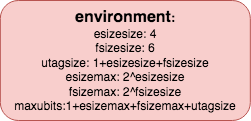 environment:
esizesize: 4
fsizesize: 6
utagsize: 1+esizesize+fsizesize
esizemax: 2^esizesize
fsizemax: 2^fsizesize
maxubits:1+esizemax+fsizemax+utagsize